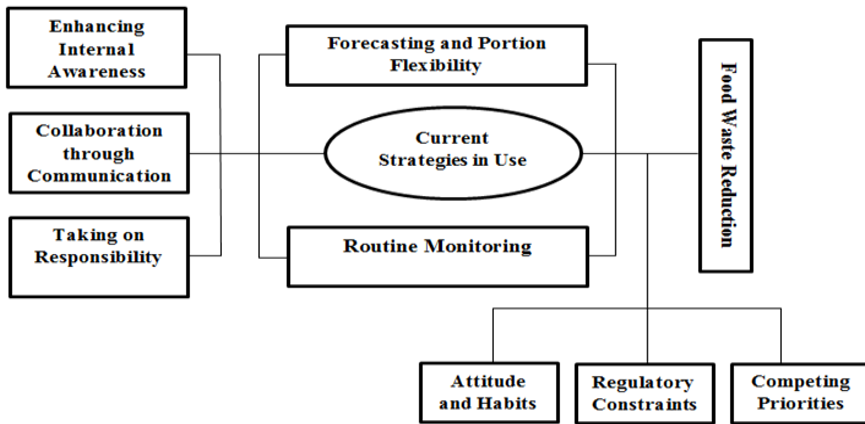 Enhancing
Internal
Awareness
Collaboration
through
Communication
Taking on
Responsibility
Forecasting and Portion
Flexibility
Current
Strategies in Use
Routine Monitoring
Food Waste Reduction
Attitude
and Habits
Regulatory
Constraints
Competing
Priorities